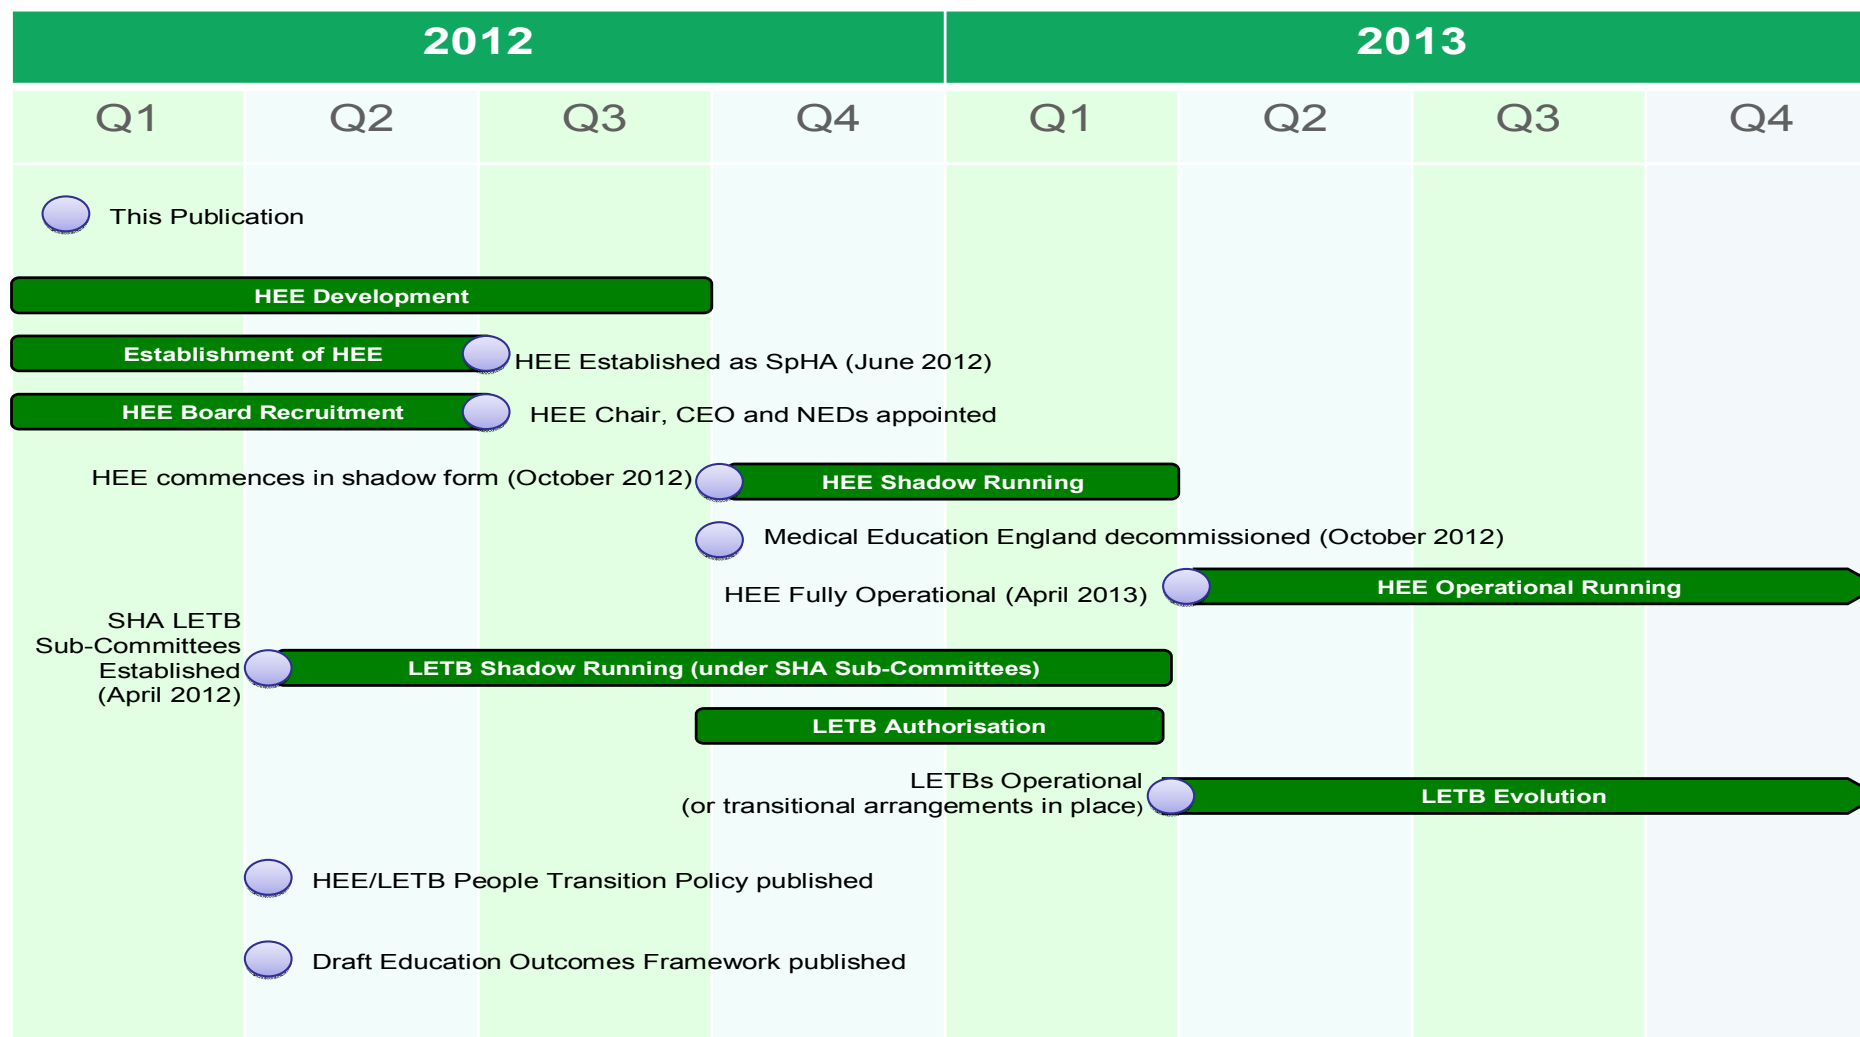 2012
2013
Q1
Q2
Q3
Q4
Q1
Q2
Q3
Q4
This Publication
HEE Development
Establishment of HEE
HEE Established as SpHA (June 2012)
HEE Board Recruitment
HEE Chair, CEO and NEDs appointed
HEE commences in shadow form (October 2012)
HEE Shadow Running
Medical Education England decommissioned (October 2012)
HEE Fully Operational (April 2013)
HEE Operational Running
SHA LETB
Sub-Committees
Established
(April 2012)
LETB Shadow Running (under SHA Sub-Committees)
LETB Authorisation
LETBs Operational
(or transitional arrangements in place)
LETB Evolution
HEE/LETB People Transition Policy published
Draft Education Outcomes Framework published